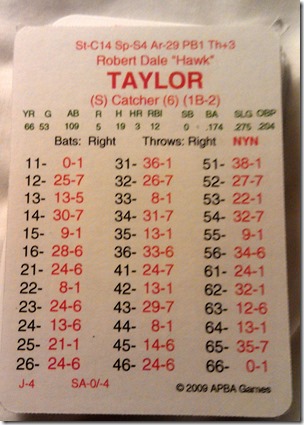 St-C14 Sp-S4 Ar-29 PB1 Th+3
Robert Dale "Hawk"
TAYLOR
(S) Catcher (6) (1B-2)
YR G AB R H HR RBI SB BA SLG OBP
66 53 109 5 19 3 12 0 .174 .275 .204
Bats: Right Throws: Right NYN
11- 0-1 31- 36-1 51- 38-1
12- 25-7 32- 26-7 52- 27-7
13- 13-5 33- 8-1 53- 22-1
14- 30-7 34- 31-7 54- 32-7
15- 9-1 35- 13-1 55- 9-1
16- 28-6 36- 33-6 56- 34-6
21- 24-6 41- 24-7 61- 24-1
22- 8-1 42- 13-1 62- 32-1
23- 24-6 43- 29-7 63- 12-6
24- 13-6 44- 8-1 64- 13-1
25- 21-1 45- 14-6 65- 35-7
26- 24-6 46- 24-6 66- 0-1
J-4 SA-0/-4 © 2009 APBA Games